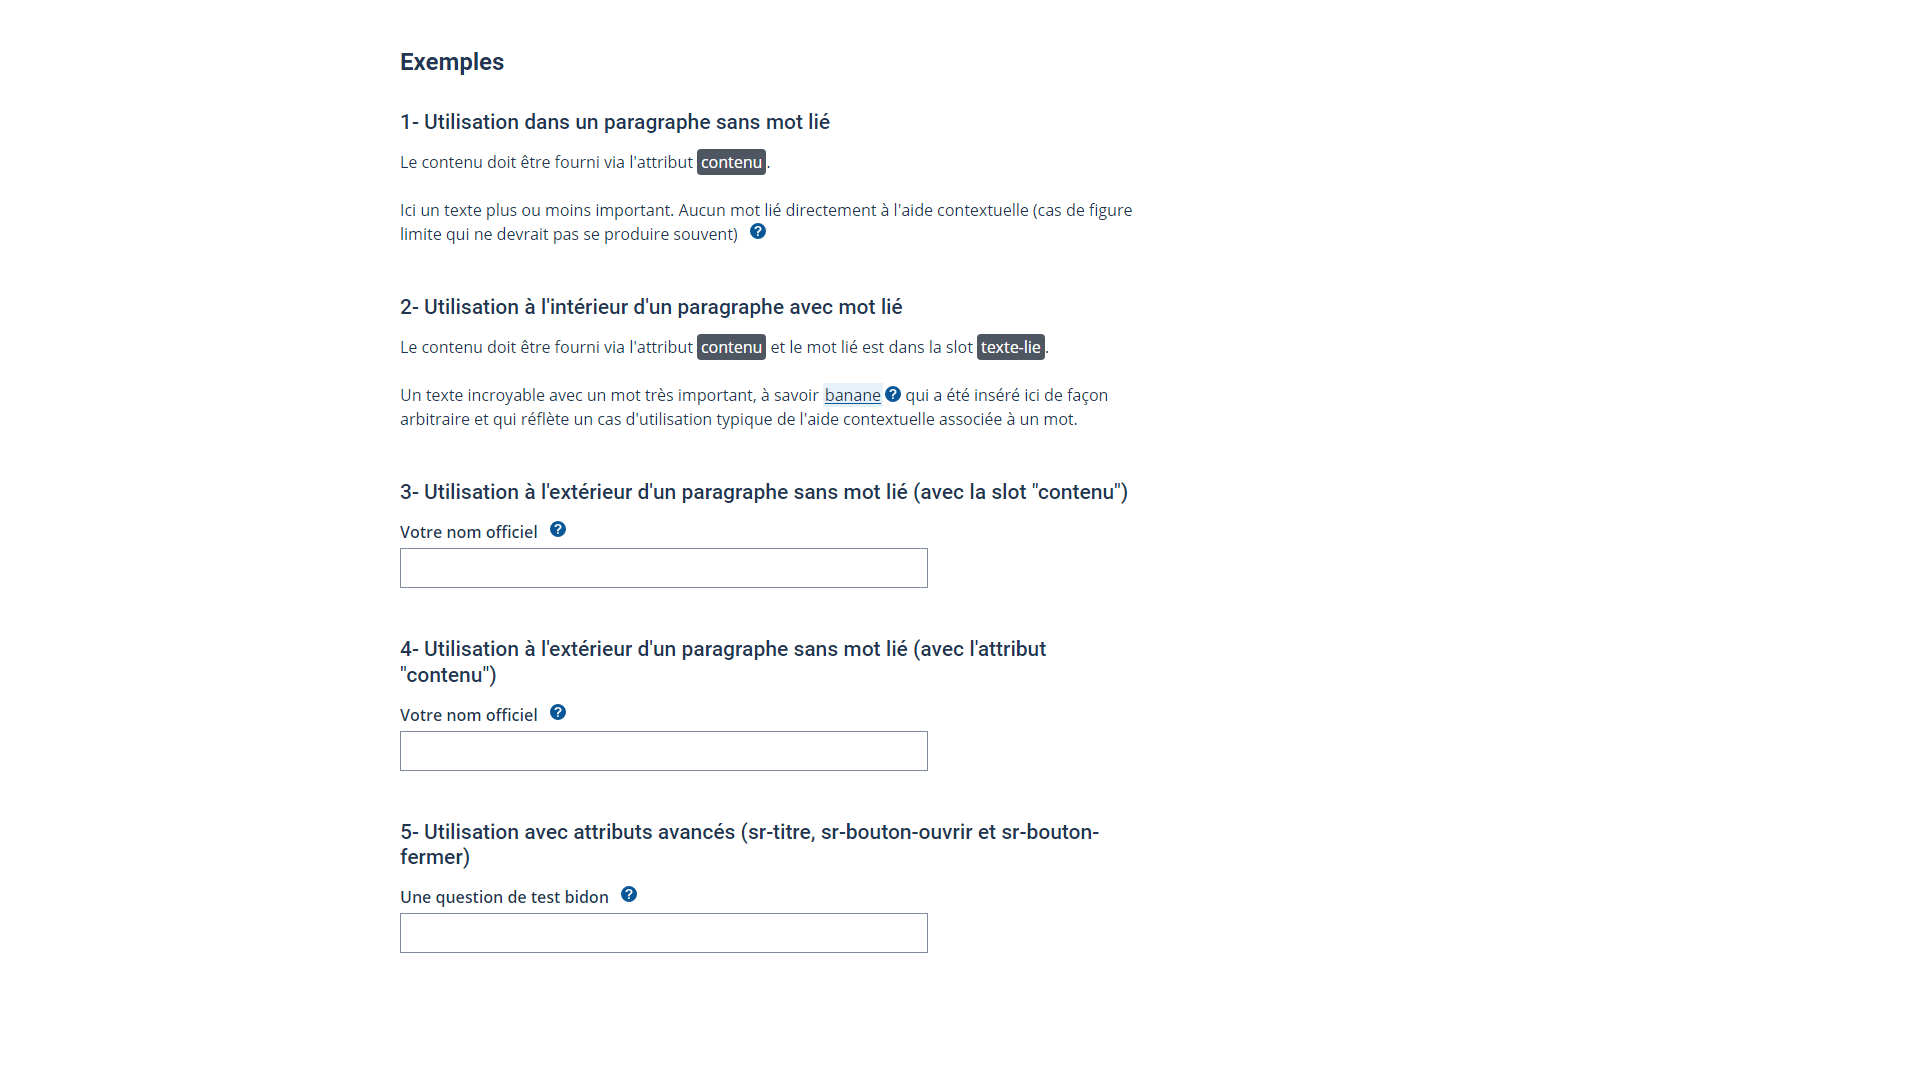 Exemples
1- Utilisation dans un paragraphe sans mot lié
Le contenu doit être fourni via l'attribut contenu.
Ici un texte plus ou moins important. Aucun mot lié directement à l'aide contextuelle (cas de figure
limite qui ne devrait pas se produire souvent) ?
2- Utilisation à l'intérieur d'un paragraphe avec mot lié
Le contenu doit être fourni via l'attribut contenu et le mot lié est dans la slot texte-lie.
Un texte incroyable avec un mot très important, à savoir banane ? qui a été inséré ici de façon
arbitraire et qui réflète un cas d'utilisation typique de l'aide contextuelle associée à un mot.
3- Utilisation à l'extérieur d'un paragraphe sans mot lié (avec la slot "contenu")
Votre nom officiel ?
4- Utilisation à l'extérieur d'un paragraphe sans mot lié (avec l'attribut
"contenu")
Votre nom officiel ?
5- Utilisation avec attributs avancés (sr-titre, sr-bouton-ouvrir et sr-bouton-
fermer)
Une question de test bidon ?